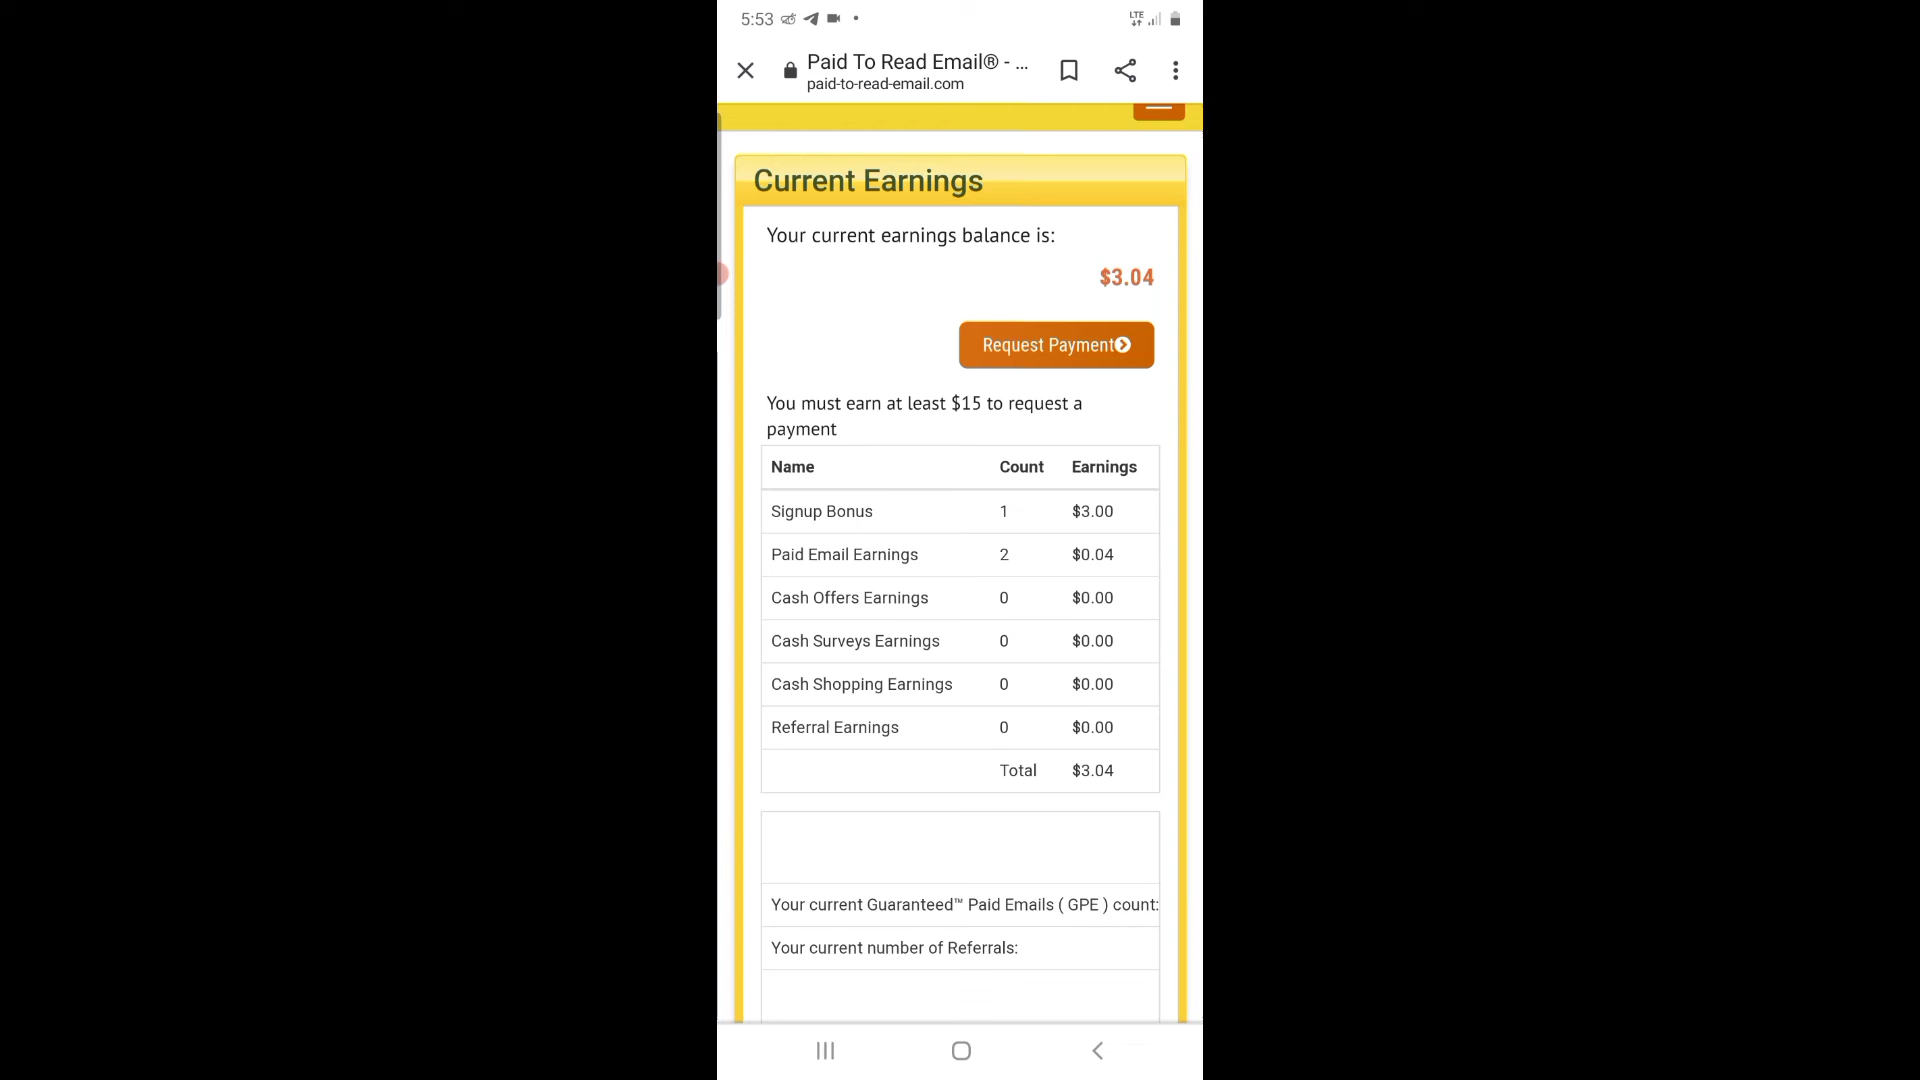 5:53
LTE
Paid To Read Email® - ...
paid-to-read-email.com
Current Earnings
Your current earnings balance is:
$3.04
Request Payment
You must earn at least $15 to request a
payment
Name Count Earnings
Signup Bonus 1 $3.00
Paid Email Earnings 2 $0.04
Cash Offers Earnings 0 $0.00
Cash Surveys Earnings 0 $0.00
Cash Shopping Earnings 0 $0.00
Referral Earnings 0 $0.00
Total $3.04
Your current Guaranteed™ Paid Emails ( GPE ) count:
Your current number of Referrals: